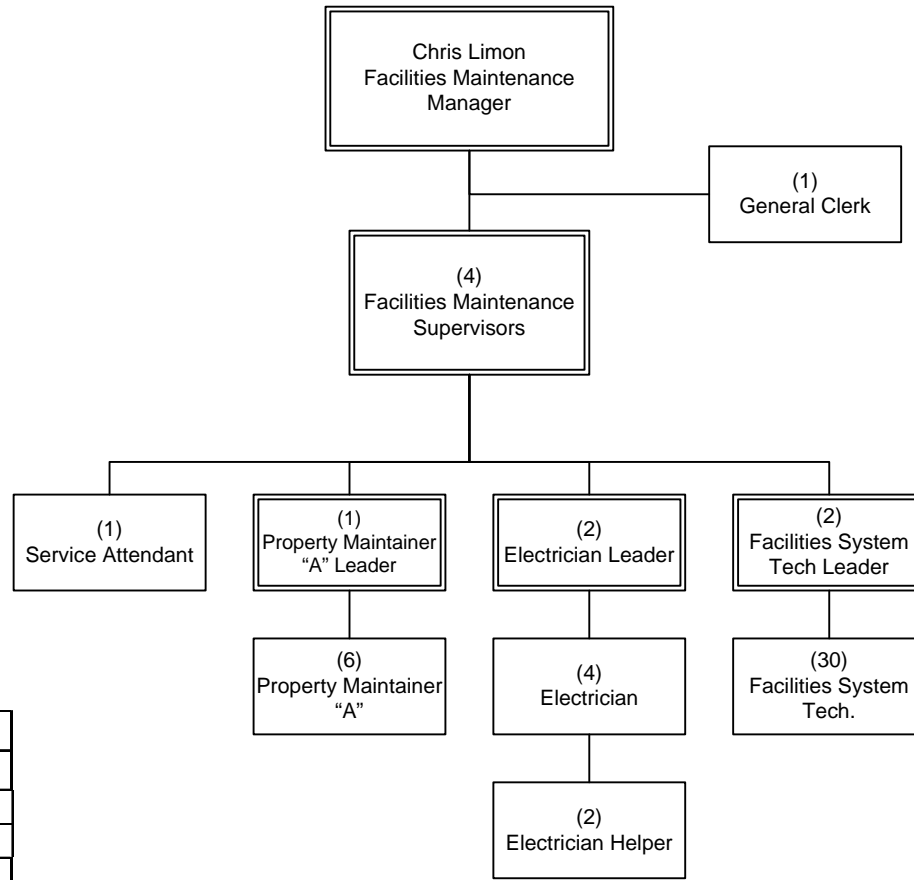 Chris Limon
Facilities Maintenance
Manager
(1)
General Clerk
(4)
Facilities Maintenance
Supervisors
(1)
Service Attendant
(1)
Property Maintainer
“A” Leader
(2)
Electrician Leader
(2)
Facilities System
Tech Leader
(6)
Property Maintainer
“A”
(4)
Electrician
(30)
Facilities System
Tech.
(2)
Electrician Helper